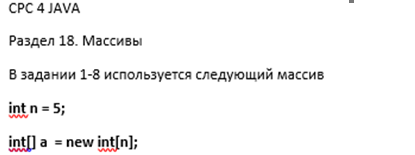 СРС 4 JAVA
Раздел 18. Массивы
В задании 1-8 используется следующий массив
int n = 5;
int[] a  = new int[n];